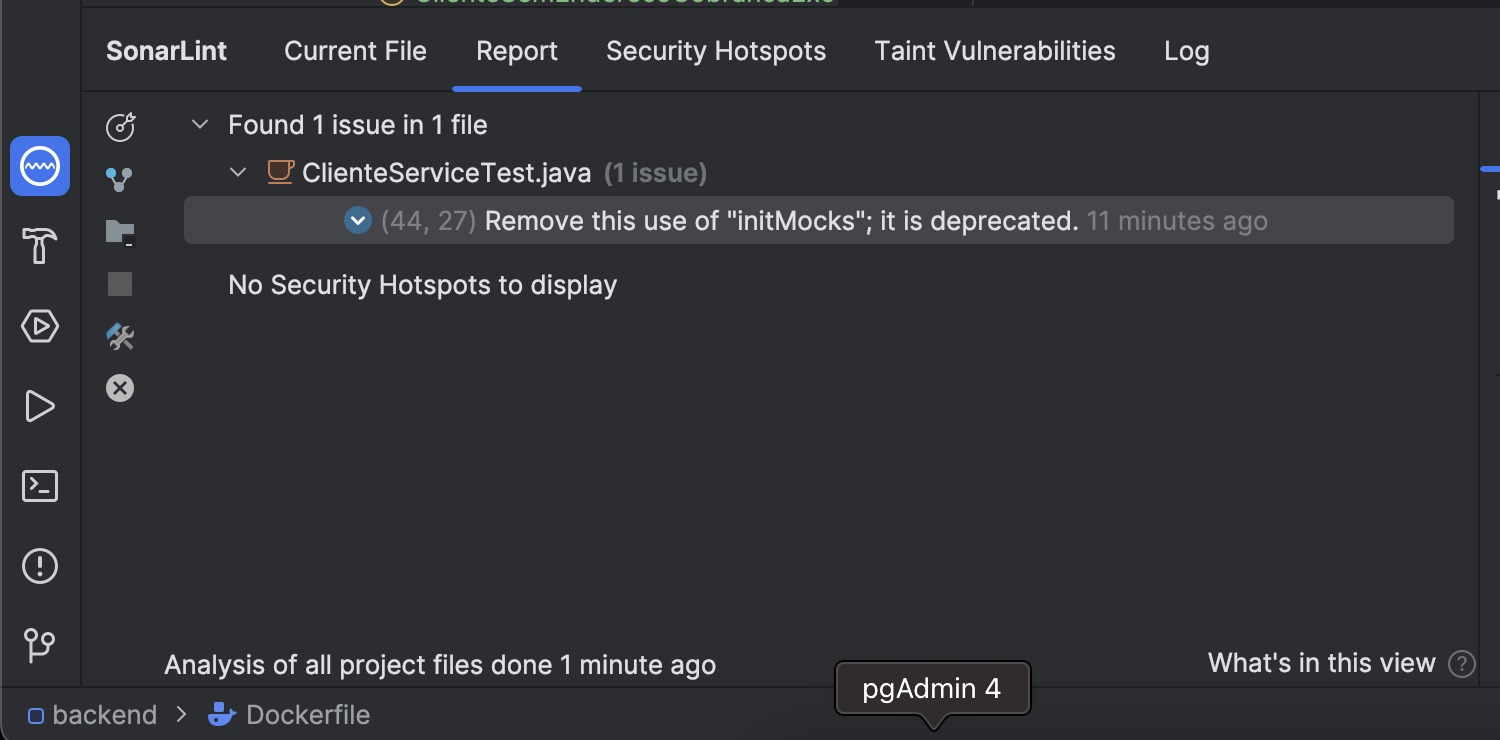 SonarLint Current File Report Security Hotspots Taint Vulnerabilities Log
Found 1 issue in 1 file
ClienteServiceTest.java (1 issue)
(44, 27) Remove this use of "initMocks"; it is deprecated. 11 minutes ago
No Security Hotspots to display
Analysis of all project files done 1 minute ago
What's in this view ?
pgAdmin 4
backend > Dockerfile